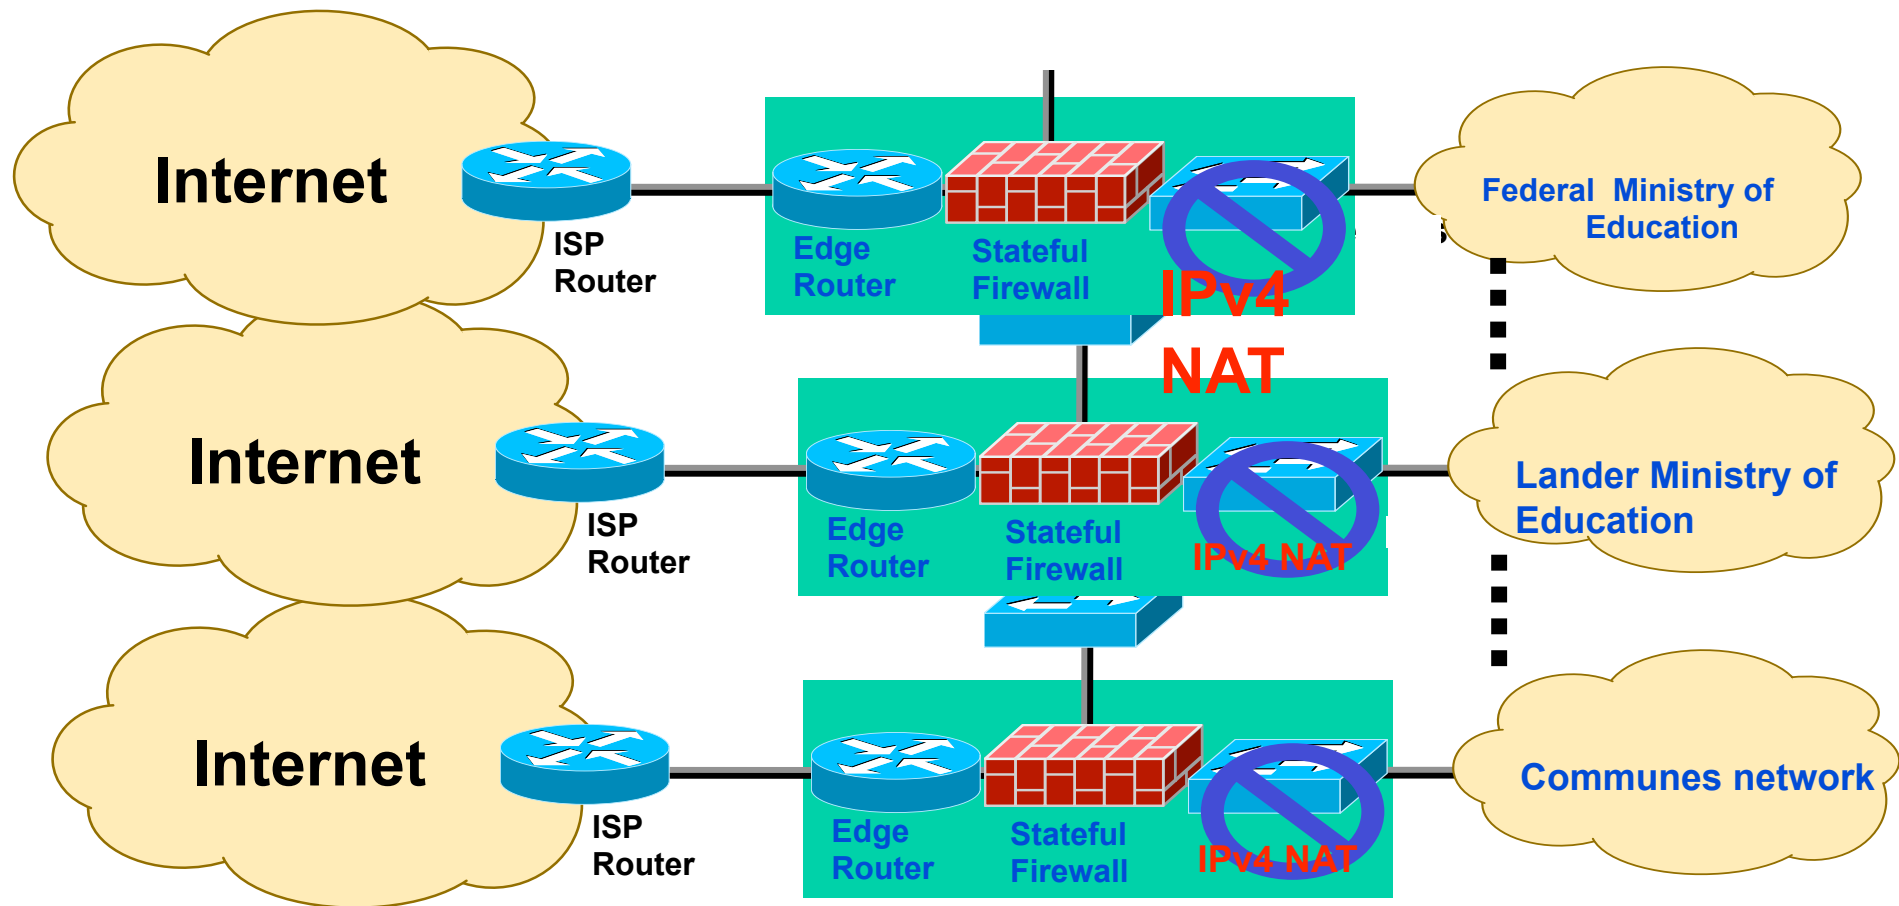 Internet
ISP
Router
Edge
Router
Stateful
Firewall
IPv4
NAT
Federal  Ministry of
Education
Internet
ISP
Router
Edge
Router
Stateful
Firewall
IPv4 NAT
Lander Ministry of
Education
Internet
ISP
Router
Edge
Router
Stateful
Firewall
IPv4 NAT
Communes network